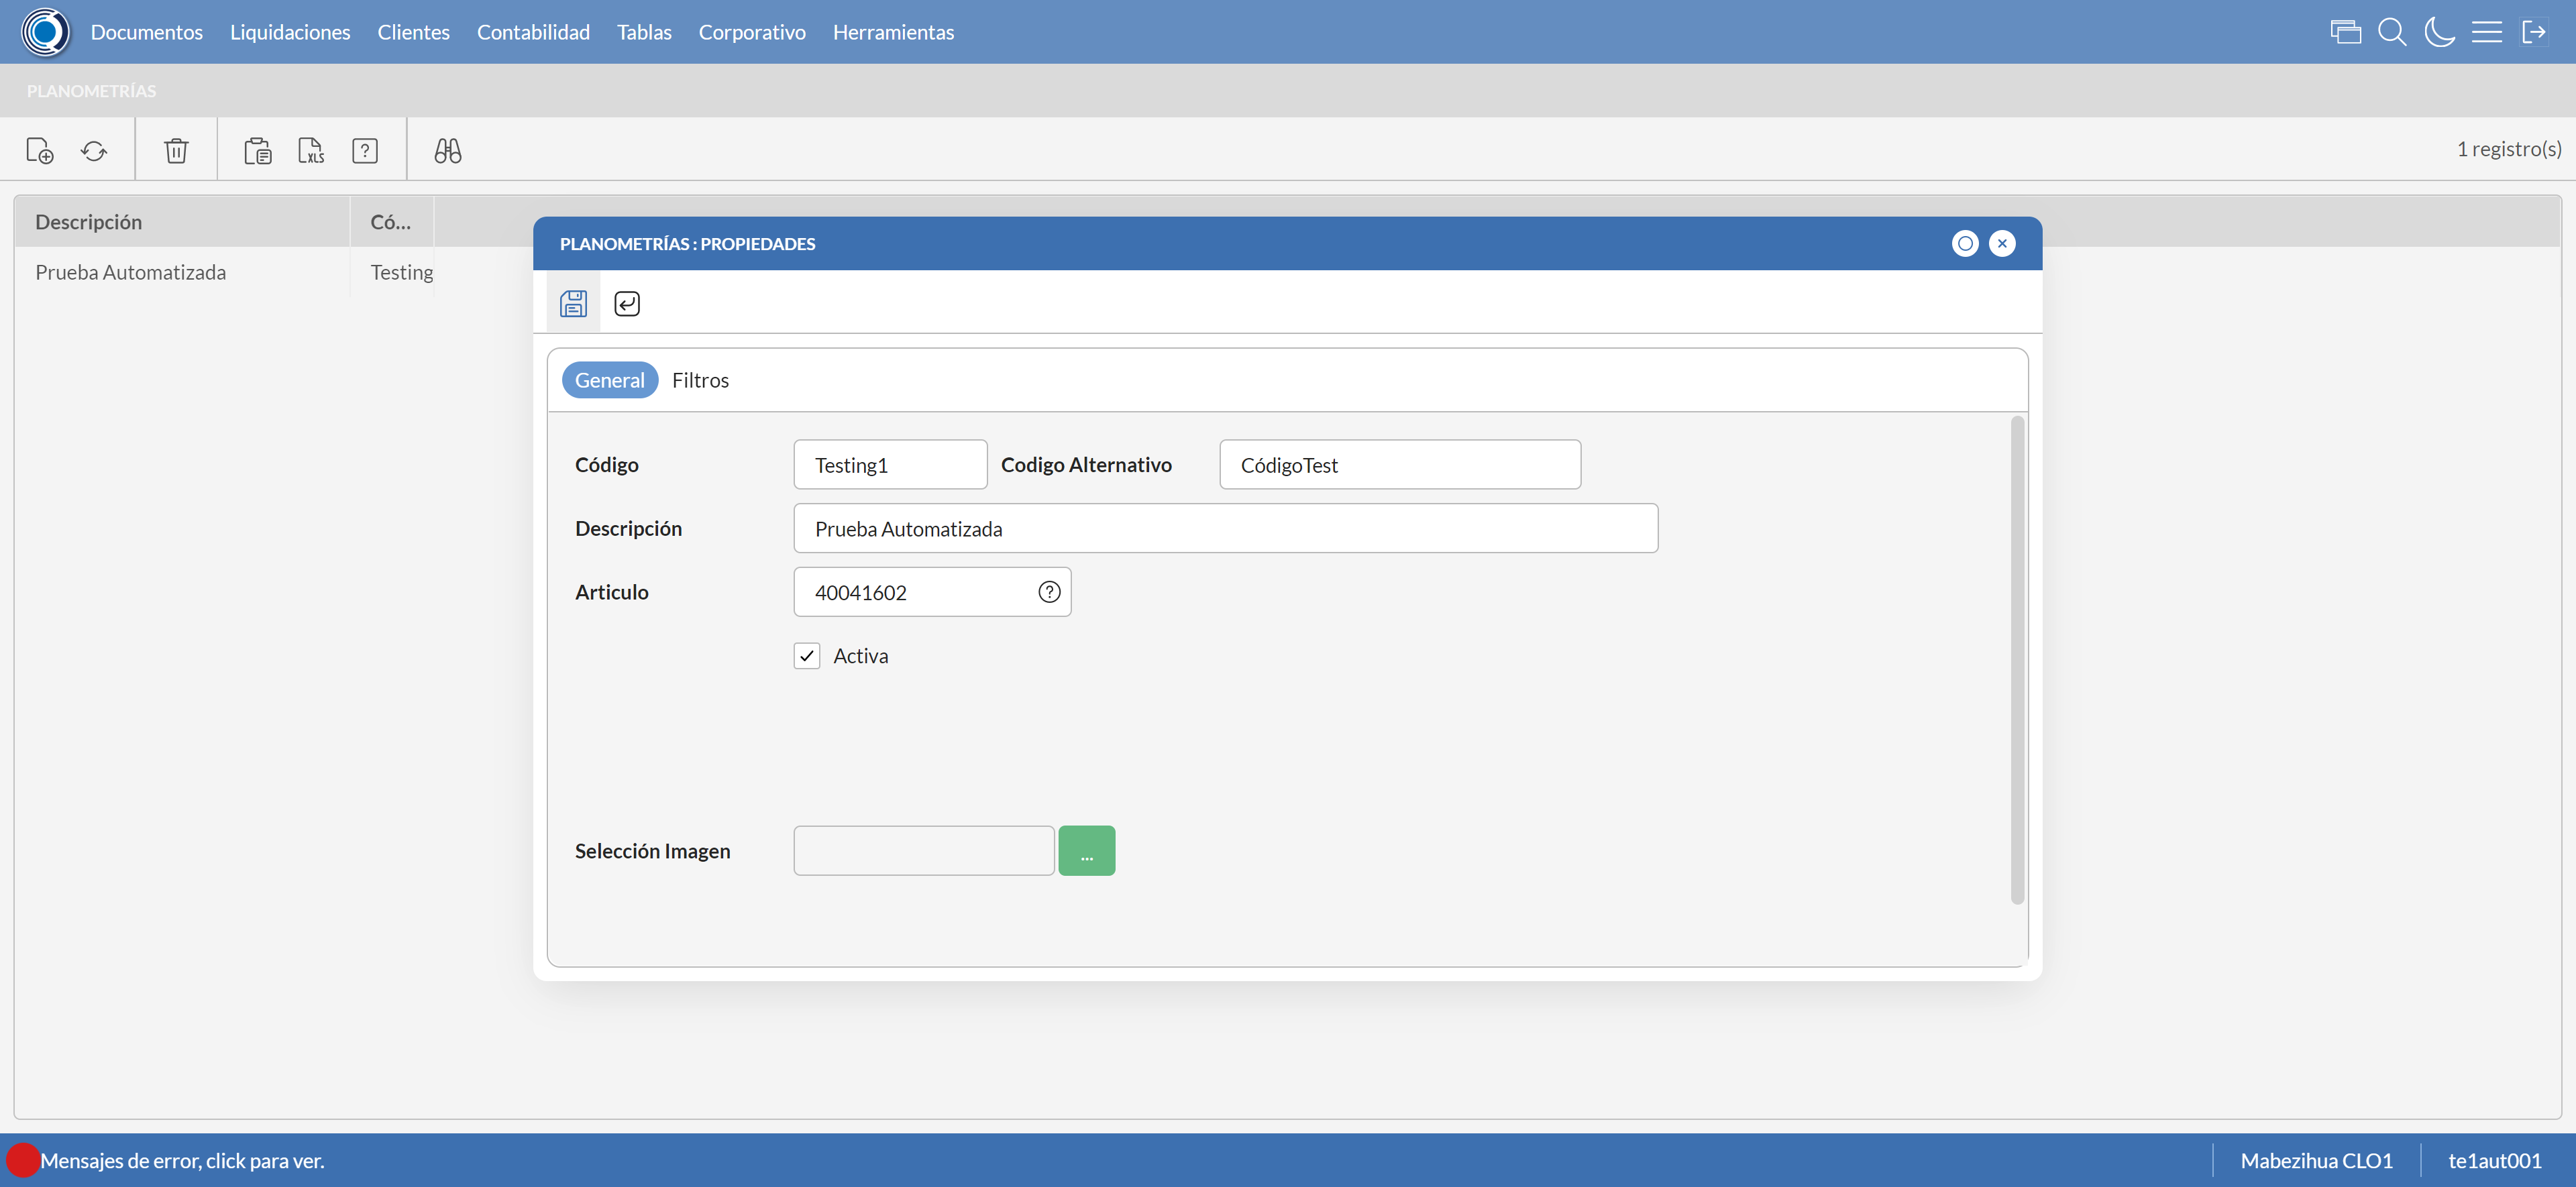 Documentos Liquidaciones Clientes Contabilidad Tablas Corporativo Herramientas
PLANOMETRÍAS
XLS ? 1 registro(s)
Descripción Có...
Prueba Automatizada Testing
PLANOMETRÍAS : PROPIEDADES
General Filtros
Código Testing1 Codigo Alternativo CódigoTest
Descripción Prueba Automatizada
Articulo 40041602 ?
Activa
Selección Imagen ...
Mensajes de error, click para ver. Mabezihua CLO1 te1aut001